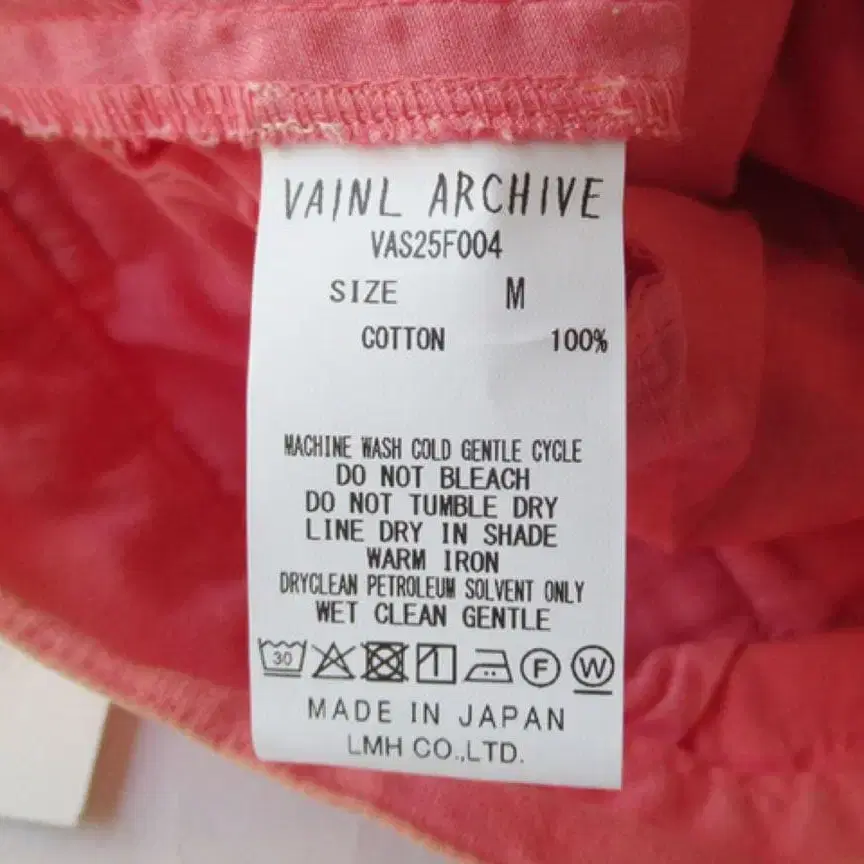 VAINL ARCHIVE
VAS25F004
SIZE M
COTTON 100%
MACHINE WASH COLD GENTLE CYCLE
DO NOT BLEACH
DO NOT TUMBLE DRY
LINE DRY IN SHADE
WARM IRON
DRYCLEAN PETROLEUM SOLVENT ONLY
WET CLEAN GENTLE
30 F W
MADE IN JAPAN
LMH CO.,LTD.